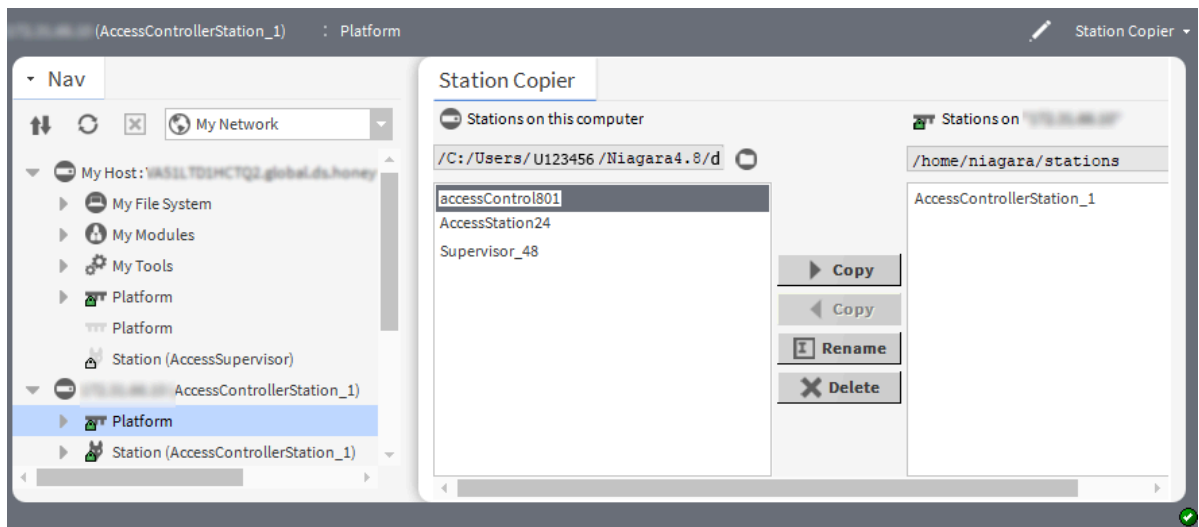 (AccessControllerStation_1) : Platform
Station Copier
Nav
My Network
My Host :
My File System
My Modules
My Tools
Platform
Platform
Station (AccessSupervisor)
AccessControllerStation_1)
Platform
Station (AccessControllerStation_1)
Station Copier
Stations on this computer
/C:/Users/U123456/Niagara4.8/d
accessControl801
AccessStation24
Supervisor_48
Copy
Copy
Rename
Delete
Stations on "
/home/niagara/stations
AccessControllerStation_1